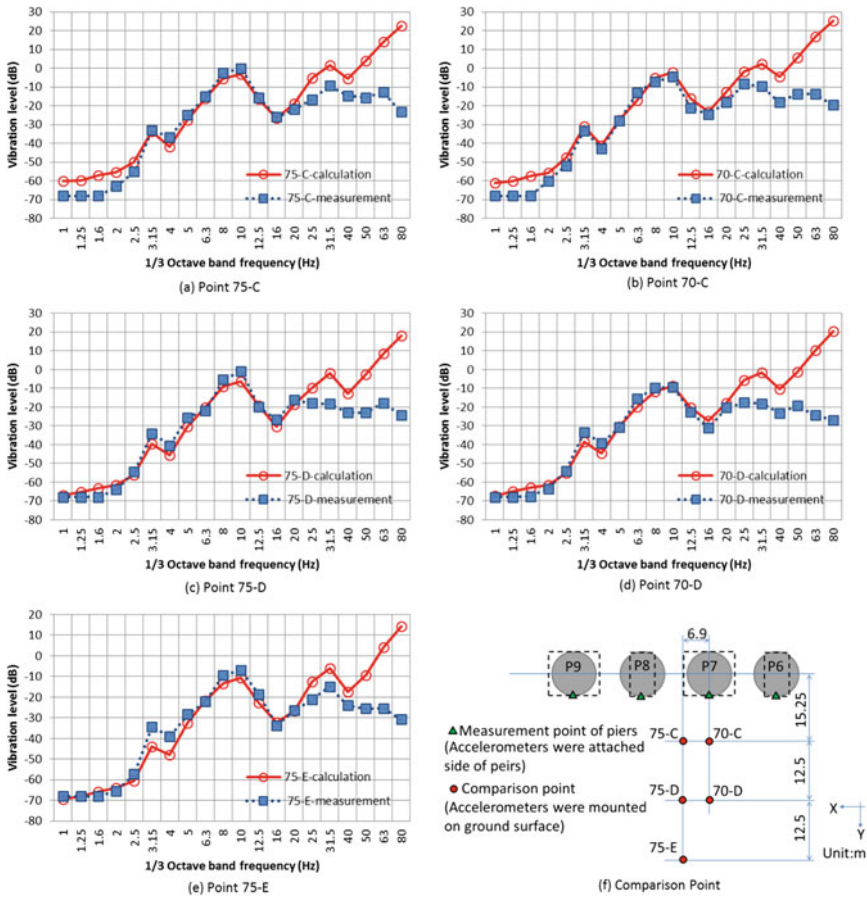 30
20
10
0
-10
-20
-30
-40
-50
-60
-70
-80
Vibration level (dB)
75-C-calculation
75-C-measurement
1 1.25 1.6 2 2.5 3.15 4 5 6.3 8 10 12.5 16 20 25 31.5 40 50 63 80
1/3 Octave band frequency (Hz)
(a) Point 75-C
30
20
10
0
-10
-20
-30
-40
-50
-60
-70
-80
Vibration level (dB)
70-C-calculation
70-C-measurement
1 1.25 1.6 2 2.5 3.15 4 5 6.3 8 10 12.5 16 20 25 31.5 40 50 63 80
1/3 Octave band frequency (Hz)
(b) Point 70-C
30
20
10
0
-10
-20
-30
-40
-50
-60
-70
-80
Vibration level (dB)
75-D-calculation
75-D-measurement
1 1.25 1.6 2 2.5 3.15 4 5 6.3 8 10 12.5 16 20 25 31.5 40 50 63 80
1/3 Octave band frequency (Hz)
(c) Point 75-D
30
20
10
0
-10
-20
-30
-40
-50
-60
-70
-80
Vibration level (dB)
70-D-calculation
70-D-measurement
1 1.25 1.6 2 2.5 3.15 4 5 6.3 8 10 12.5 16 20 25 31.5 40 50 63 80
1/3 Octave band frequency (Hz)
(d) Point 70-D
20
10
0
-10
-20
-30
-40
-50
-60
-70
-80
Vibration level (dB)
75-E-calculation
75-E-measurement
1 1.25 1.6 2 2.5 3.15 4 5 6.3 8 10 12.5 16 20 25 31.5 40 50 63 80
1/3 Octave band frequency (Hz)
(e) Point 75-E
6.9
P9 P8 P7 P6
15.25
Measurement point of piers
(Accelerometers were attached
side of peirs)
75-C 70-C
12.5
Comparison point
(Accelerometers were mounted
on ground surface)
75-D 70-D
12.5
75-E
X
Y
Unit:m
(f) Comparison Point